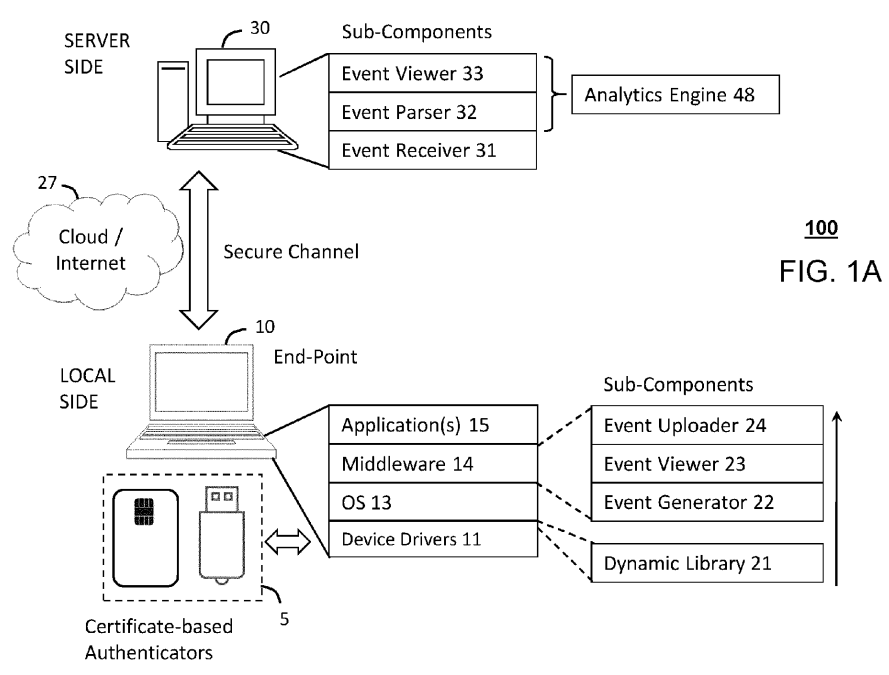 SERVER
SIDE
30
Sub-Components
Event Viewer 33
Event Parser 32
Event Receiver 31
Analytics Engine 48
27
Cloud /
Internet
Secure Channel
100
FIG. 1A
10
End-Point
LOCAL
SIDE
Application(s) 15
Middleware 14
OS 13
Device Drivers 11
Sub-Components
Event Uploader 24
Event Viewer 23
Event Generator 22
Dynamic Library 21
5
Certificate-based
Authenticators